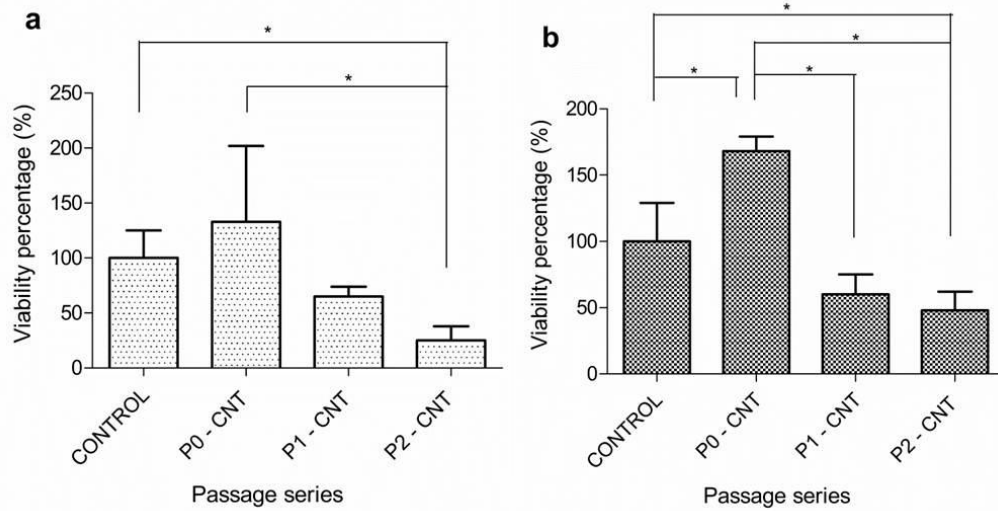 a
*
*
Viability percentage (%)
250
200
150
100
50
0
CONTROL
P0 - CNT
P1 - CNT
P2 - CNT
Passage series
b
*
*
*
*
Viability percentage (%)
200
150
100
50
0
CONTROL
P0 - CNT
P1 - CNT
P2 - CNT
Passage series